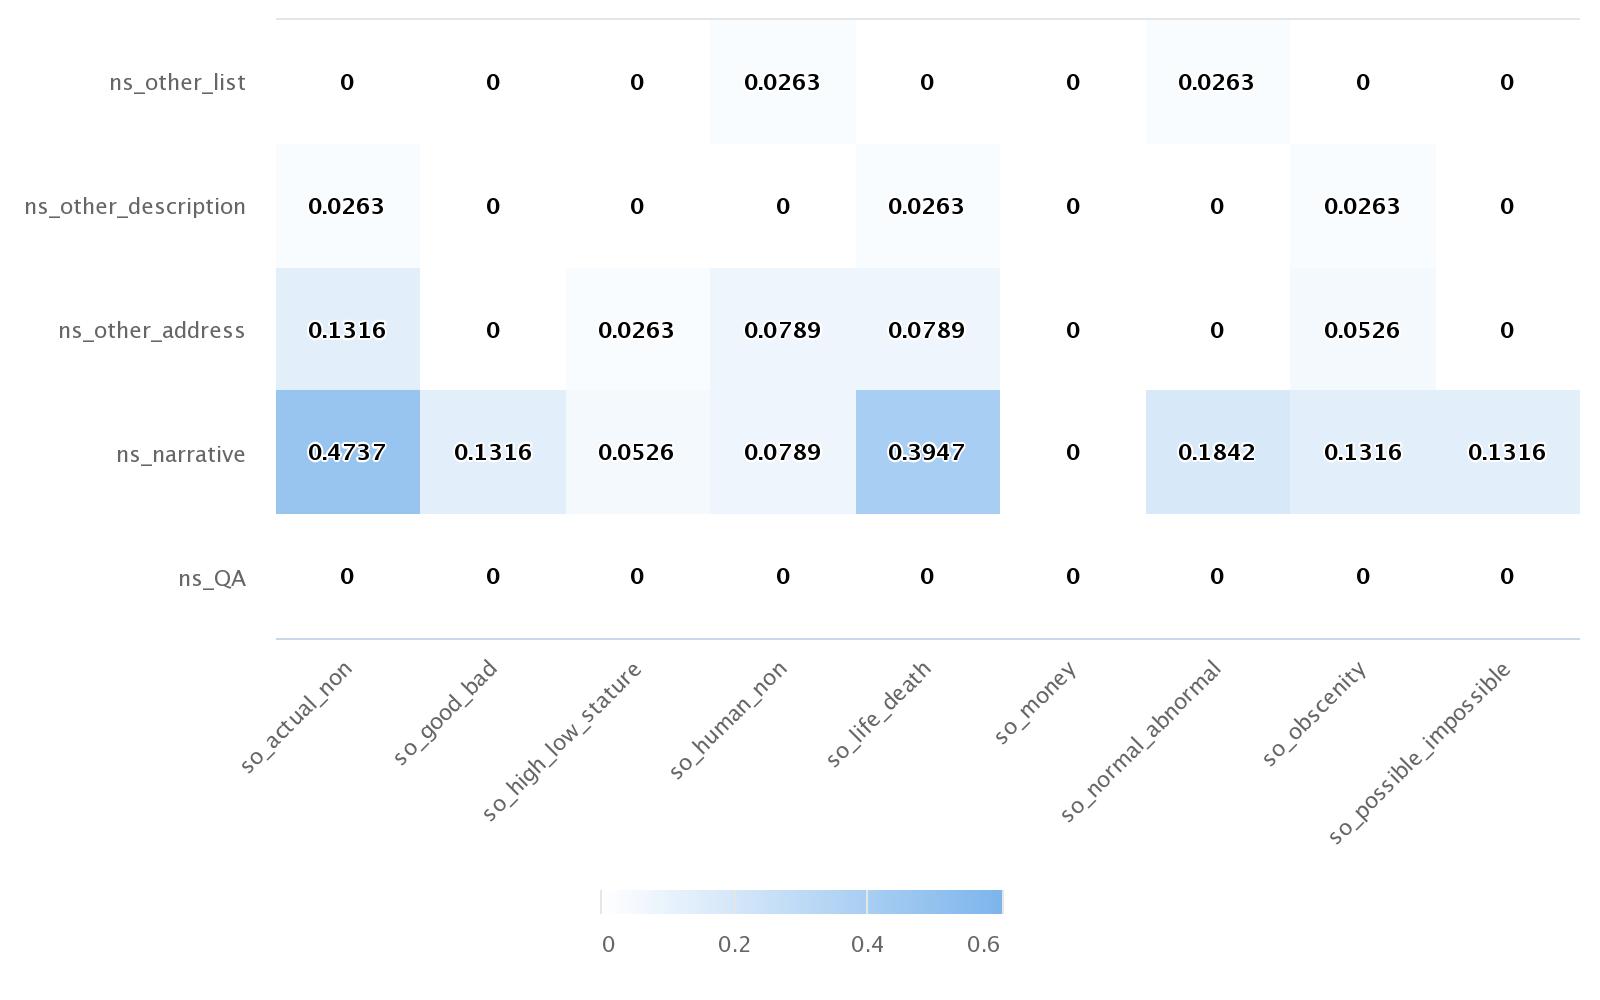 ns_other_list 0 0 0 0.0263 0 0 0.0263 0 0
ns_other_description 0.0263 0 0 0 0.0263 0 0 0.0263 0
ns_other_address 0.1316 0 0.0263 0.0789 0.0789 0 0 0.0526 0
ns_narrative 0.4737 0.1316 0.0526 0.0789 0.3947 0 0.1842 0.1316 0.1316
ns_QA 0 0 0 0 0 0 0 0 0
so_actual_non so_good_bad so_high_low_stature so_human_non so_life_death so_money so_normal_abnormal so_obscenity so_possible_impossible
0 0.2 0.4 0.6